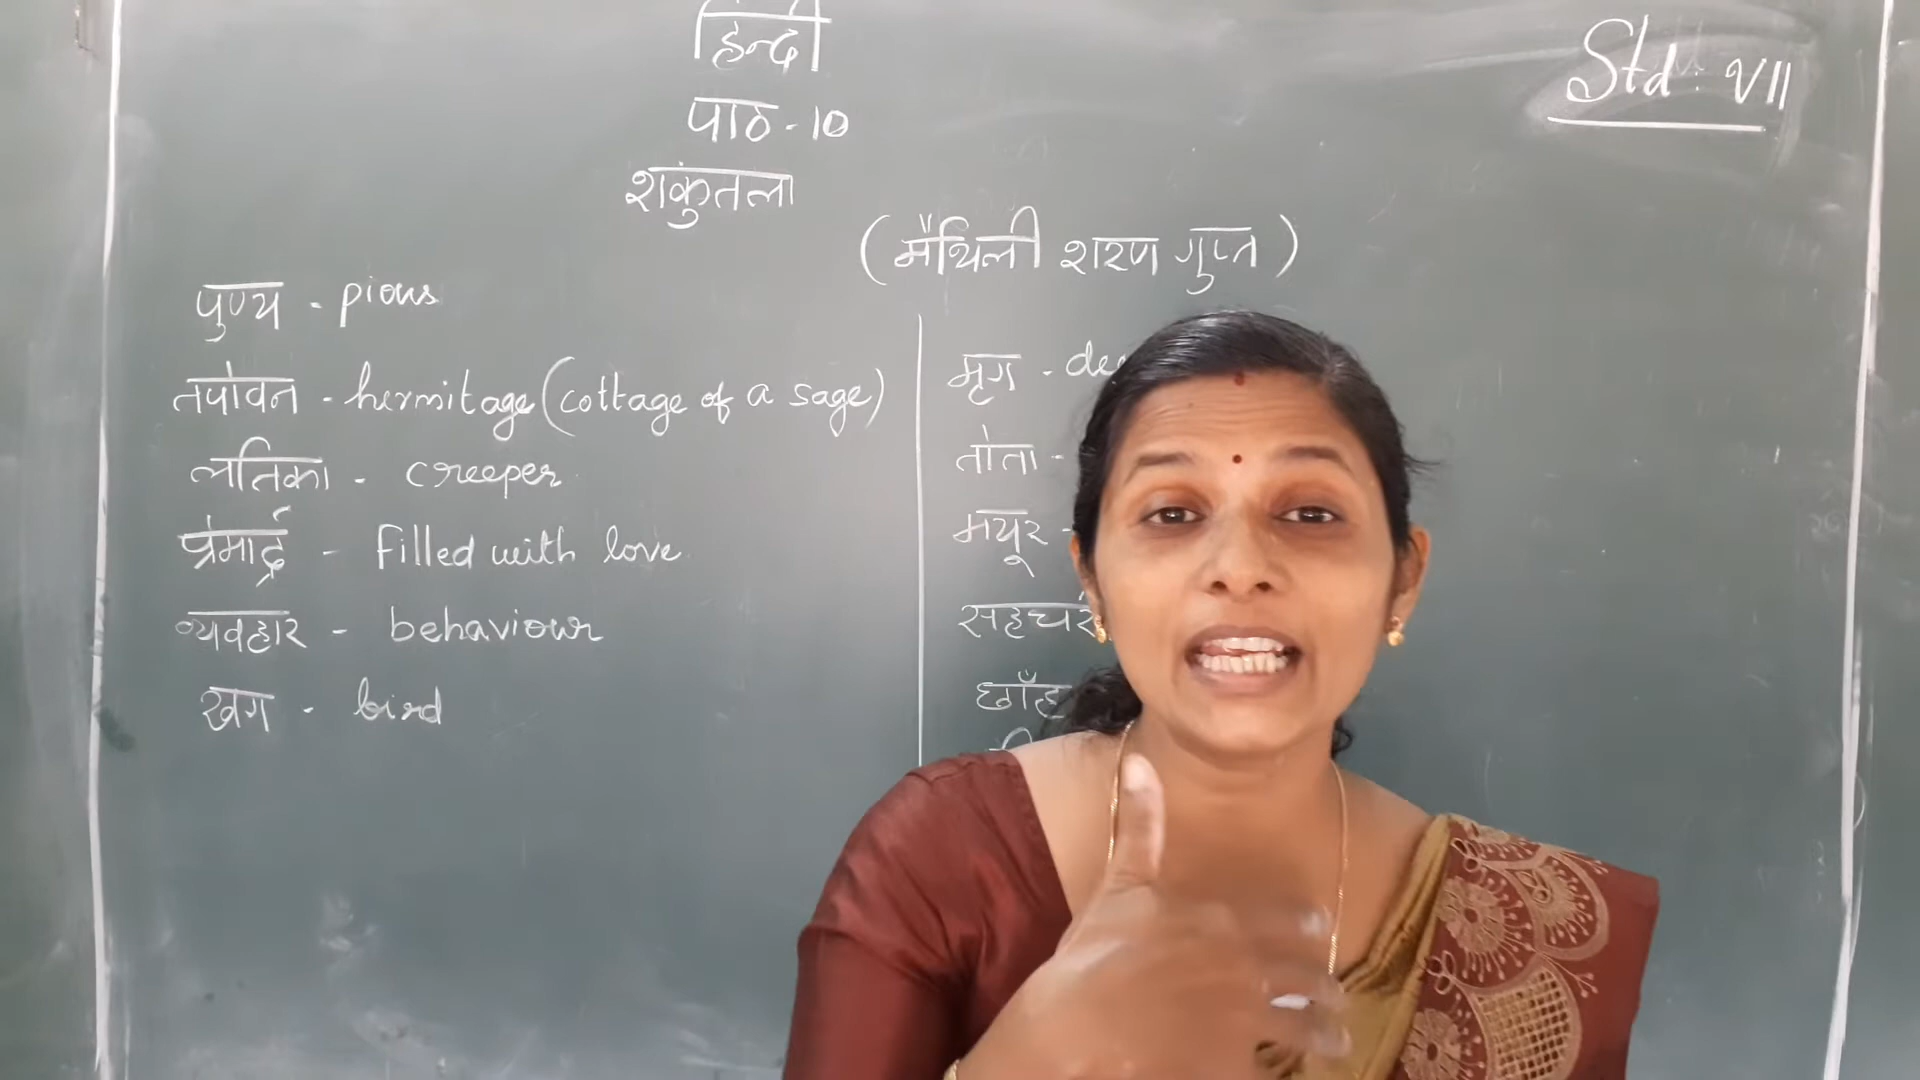 हिन्दी
Std: VII
पाठ - 10
शकुंतला
(मैथिली शरण गुप्त)
पुण्य - pious
तपोवन - hermitage (cottage of a sage)
लतिका - creeper
प्रेमार्द्र - filled with love
व्यवहार - behaviour
खग - bird
मृग -
तोता -
मयूर -